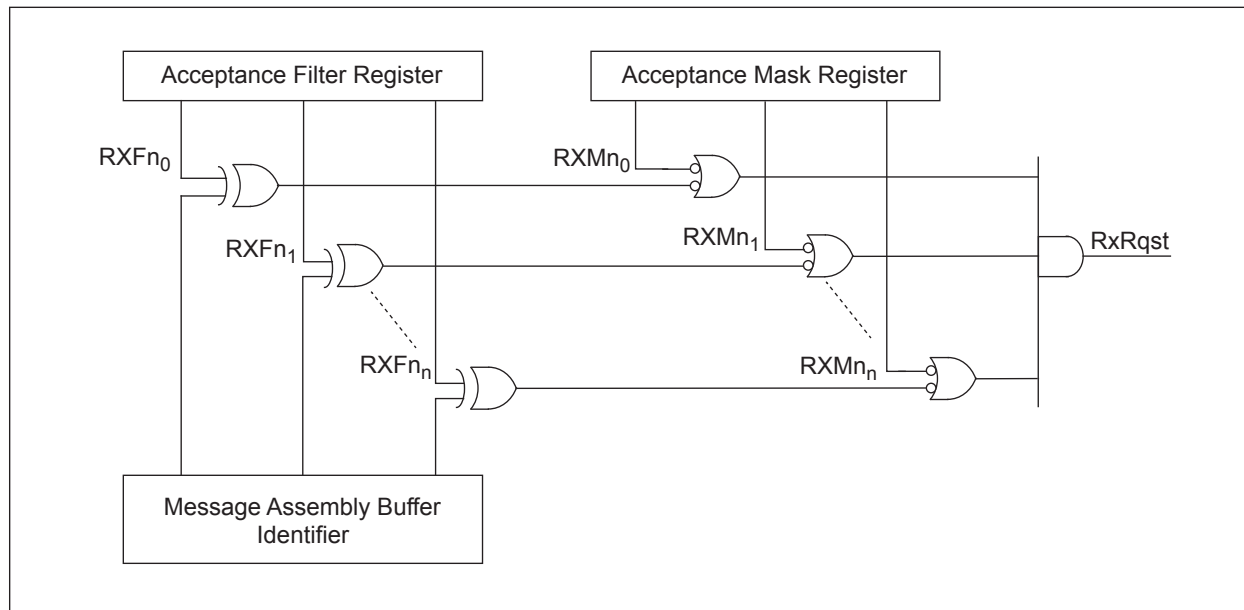 Acceptance Filter Register
Acceptance Mask Register
RXFn₀
RXMn₀
RXFn₁
RXMn₁
RxRqst
RXFnₙ
RXMnₙ
Message Assembly Buffer
Identifier